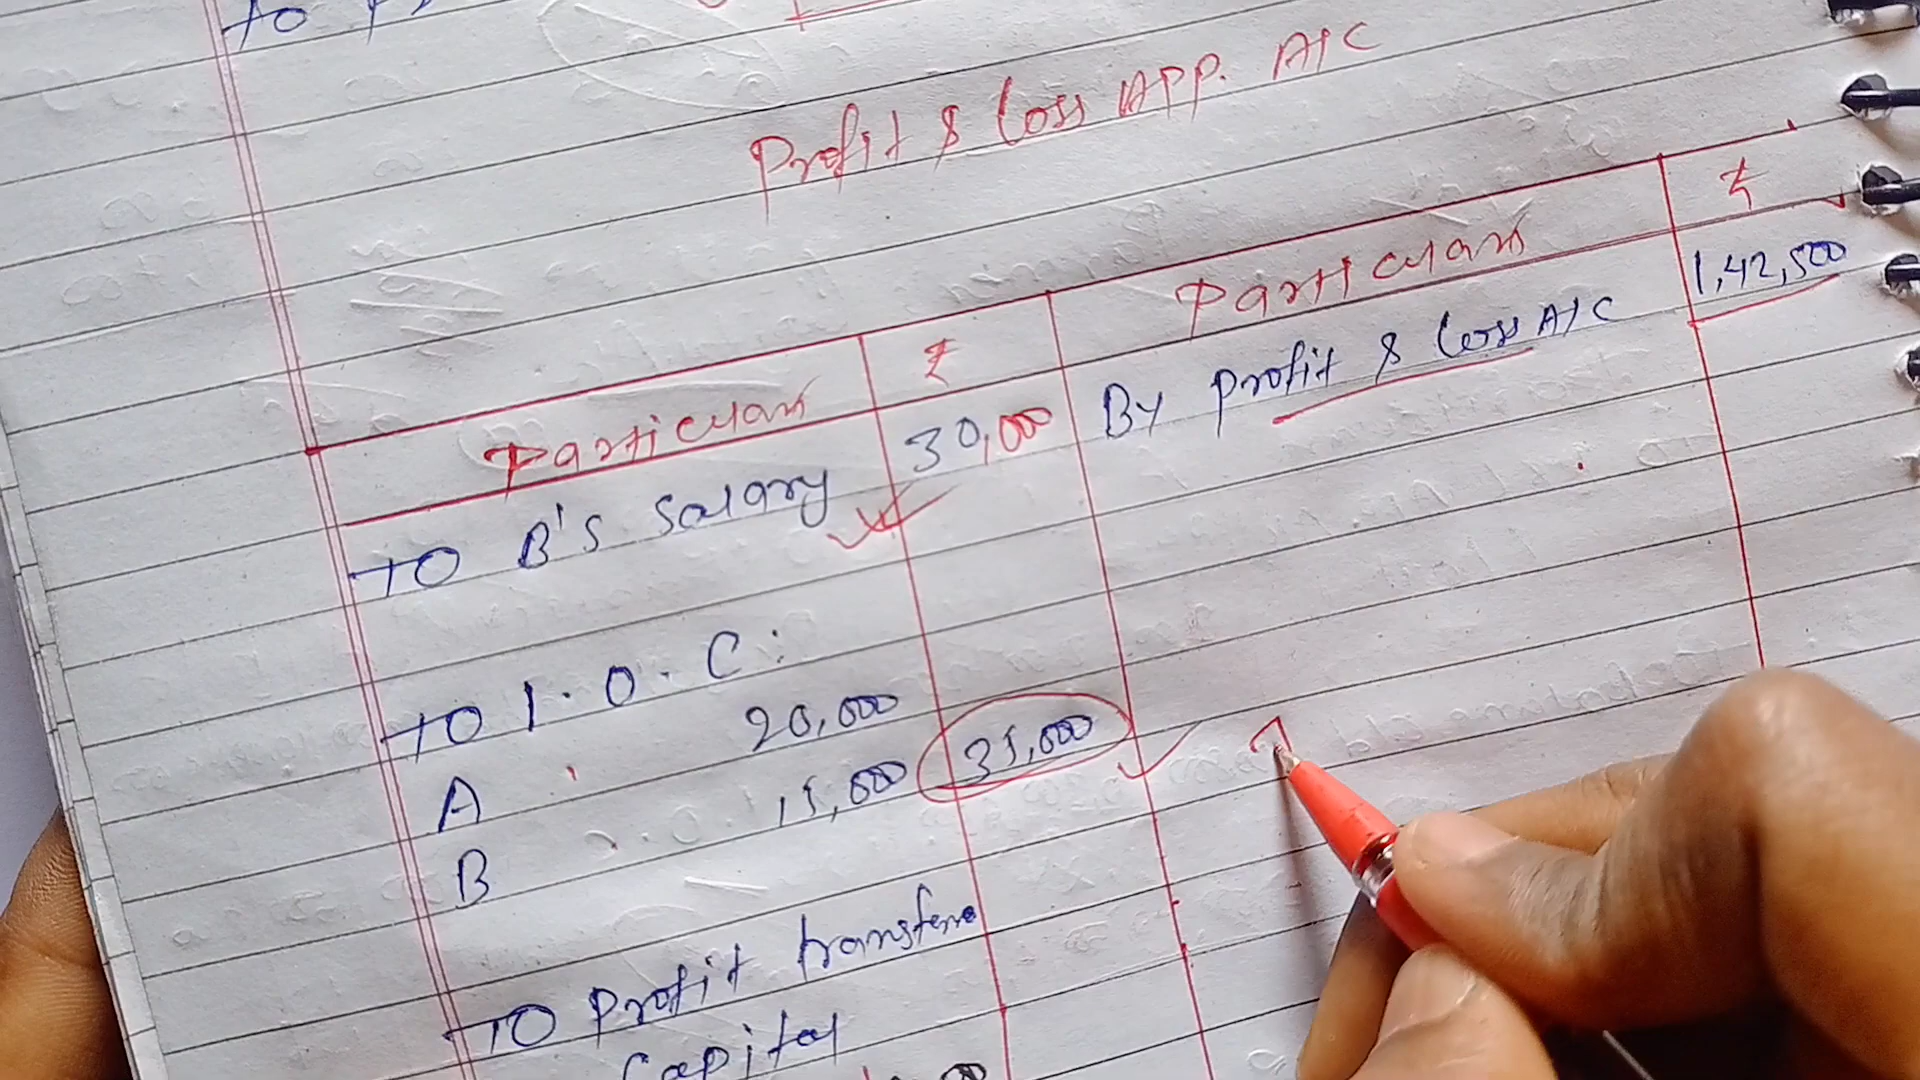 To
Profit & Loss APP. A/C
Particulars ₹ Particulars ₹
To B's Salary 30,000 By Profit & Loss A/C 1,42,500
To I.O.C:
A 20,000
B 15,000 35,000
To Profit transfer
Capital